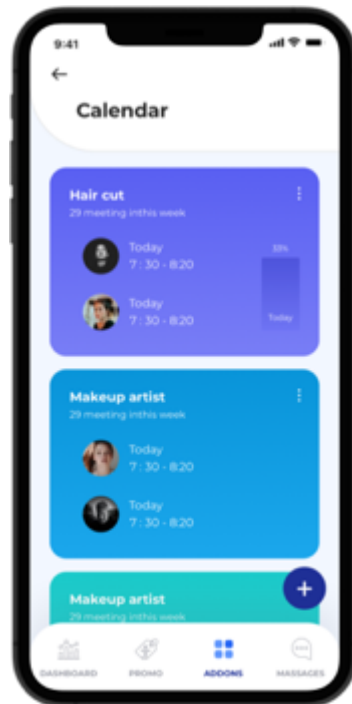 9:41
Calendar
Hair cut
29 meeting inthis week
Today
7 : 30 - 8:20
33%
Today
7 : 30 - 8:20
Today
Makeup artist
29 meeting inthis week
Today
7 : 30 - 8:20
Today
7 : 30 - 8:20
Makeup artist
29 meeting inthis week
DASHBOARD
PROMO
ADDONS
MASSAGES